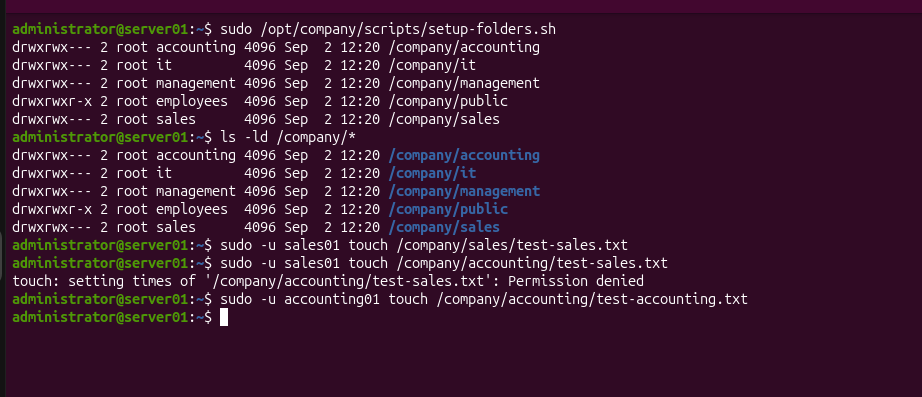 administrator@server01:~$ sudo /opt/company/scripts/setup-folders.sh
drwxrwx--- 2 root accounting 4096 Sep  2 12:20 /company/accounting
drwxrwx--- 2 root it         4096 Sep  2 12:20 /company/it
drwxrwx--- 2 root management 4096 Sep  2 12:20 /company/management
drwxrwxr-x 2 root employees  4096 Sep  2 12:20 /company/public
drwxrwx--- 2 root sales      4096 Sep  2 12:20 /company/sales
administrator@server01:~$ ls -ld /company/*
drwxrwx--- 2 root accounting 4096 Sep  2 12:20 /company/accounting
drwxrwx--- 2 root it         4096 Sep  2 12:20 /company/it
drwxrwx--- 2 root management 4096 Sep  2 12:20 /company/management
drwxrwxr-x 2 root employees  4096 Sep  2 12:20 /company/public
drwxrwx--- 2 root sales      4096 Sep  2 12:20 /company/sales
administrator@server01:~$ sudo -u sales01 touch /company/sales/test-sales.txt
administrator@server01:~$ sudo -u sales01 touch /company/accounting/test-sales.txt
touch: setting times of '/company/accounting/test-sales.txt': Permission denied
administrator@server01:~$ sudo -u accounting01 touch /company/accounting/test-accounting.txt
administrator@server01:~$